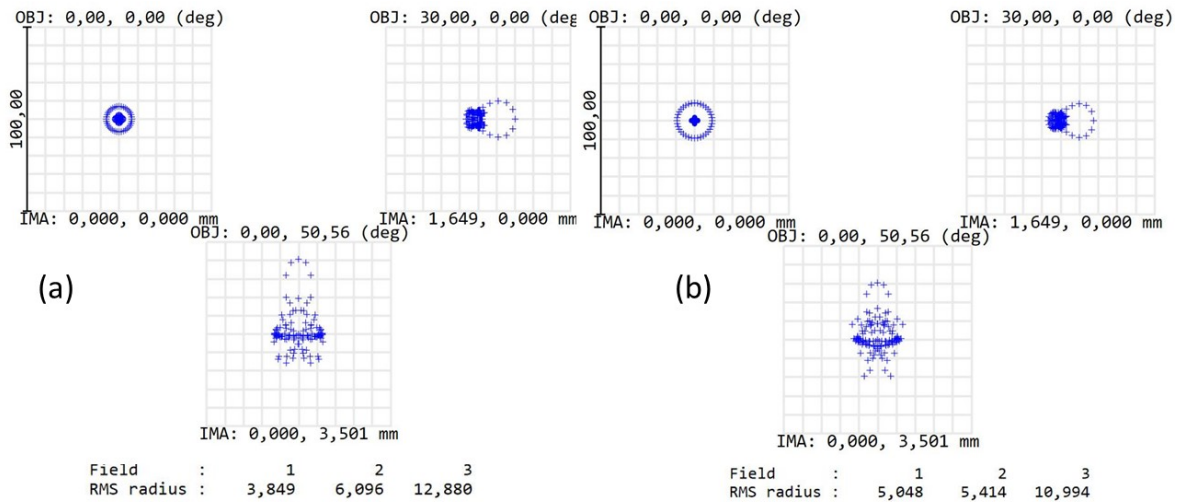 OBJ: 0,00, 0,00 (deg)
OBJ: 30,00, 0,00 (deg)
100,00
IMA: 0,000, 0,000 mm
IMA: 1,649, 0,000 mm
OBJ: 0,00, 50,56 (deg)
(a)
IMA: 0,000, 3,501 mm
Field : 1 2 3
RMS radius : 3,849 6,096 12,880
OBJ: 0,00, 0,00 (deg)
OBJ: 30,00, 0,00 (deg)
100,00
IMA: 0,000, 0,000 mm
IMA: 1,649, 0,000 mm
OBJ: 0,00, 50,56 (deg)
(b)
IMA: 0,000, 3,501 mm
Field : 1 2 3
RMS radius : 5,048 5,414 10,994